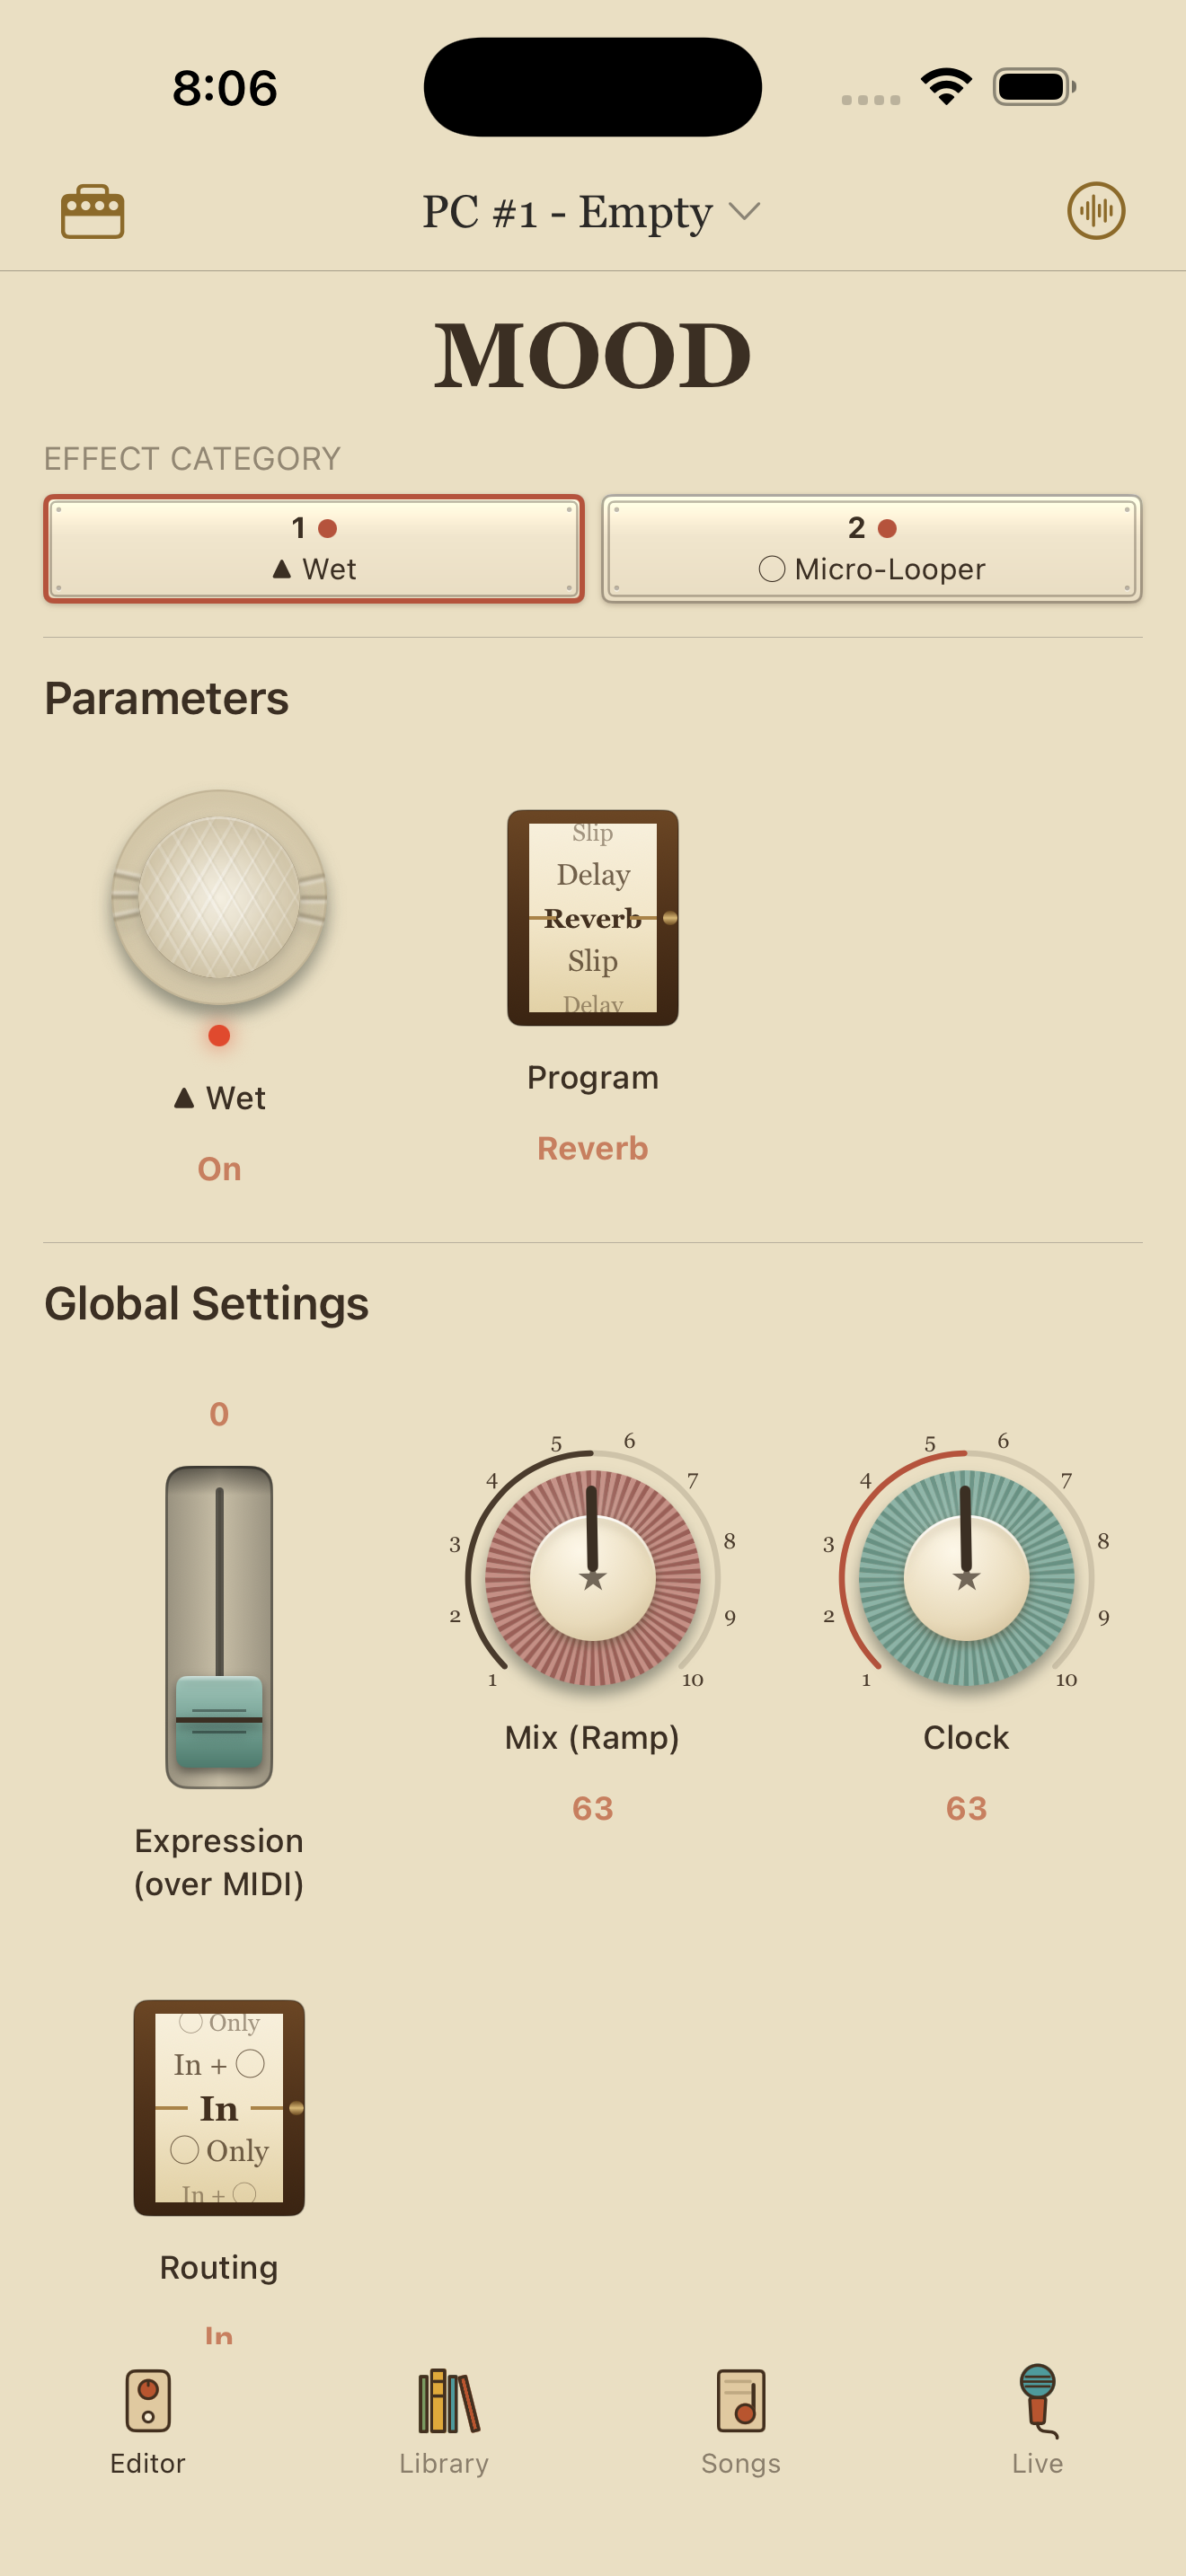 8:06
PC #1 - Empty
MOOD
EFFECT CATEGORY
1
▲ Wet
2
◯ Micro-Looper
Parameters
Slip
Delay
Reverb
Slip
Delay
▲ Wet
On
Program
Reverb
Global Settings
0
Expression
(over MIDI)
1 2 3 4 5 6 7 8 9 10
Mix (Ramp)
63
1 2 3 4 5 6 7 8 9 10
Clock
63
◯ Only
In + ◯
In
◯ Only
In + ◯
Routing
In
Editor
Library
Songs
Live